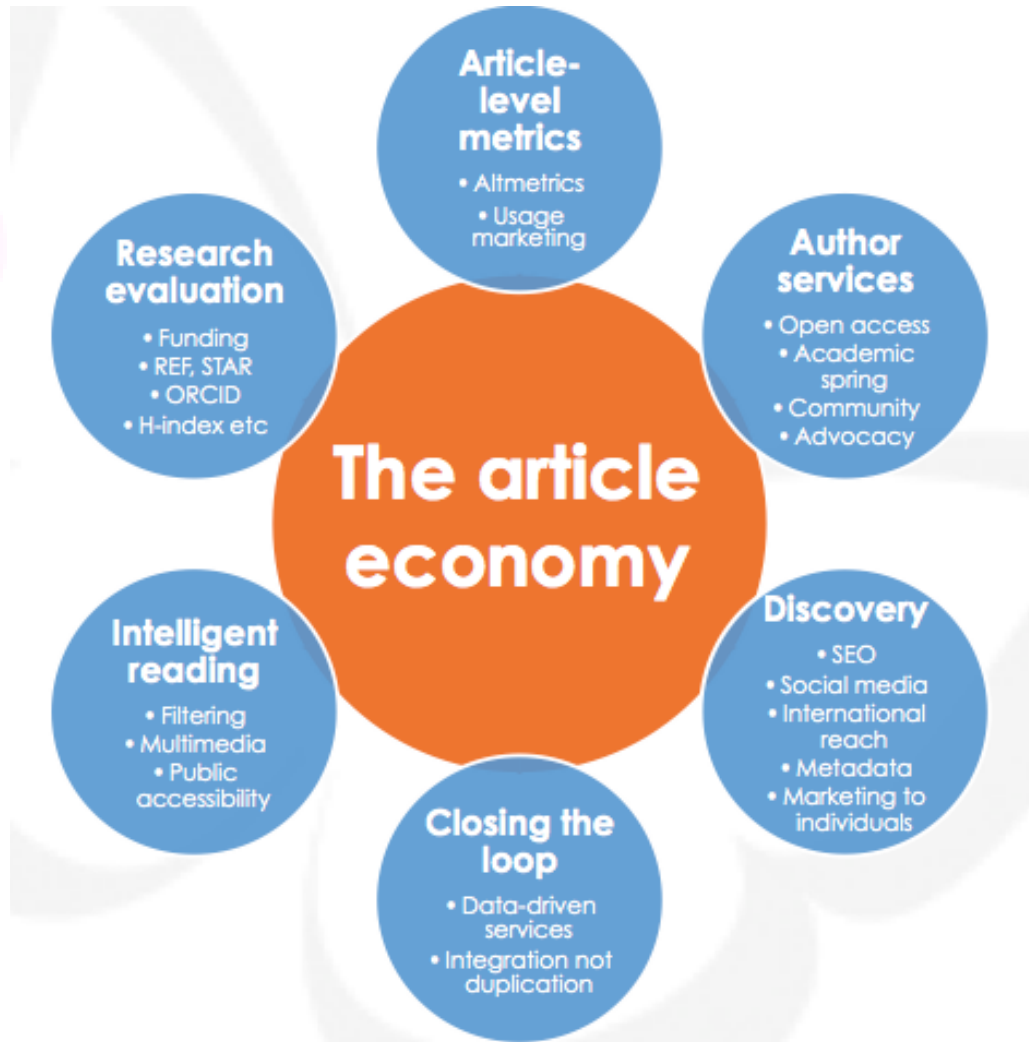 Article-
level
metrics
• Altmetrics
• Usage
marketing
Author
services
• Open access
• Academic
spring
• Community
• Advocacy
Discovery
• SEO
• Social media
• International
reach
• Metadata
• Marketing to
individuals
Closing the
loop
• Data-driven
services
• Integration not
duplication
Intelligent
reading
• Filtering
• Multimedia
• Public
accessibility
Research
evaluation
• Funding
• REF, STAR
• ORCID
• H-index etc
The article
economy